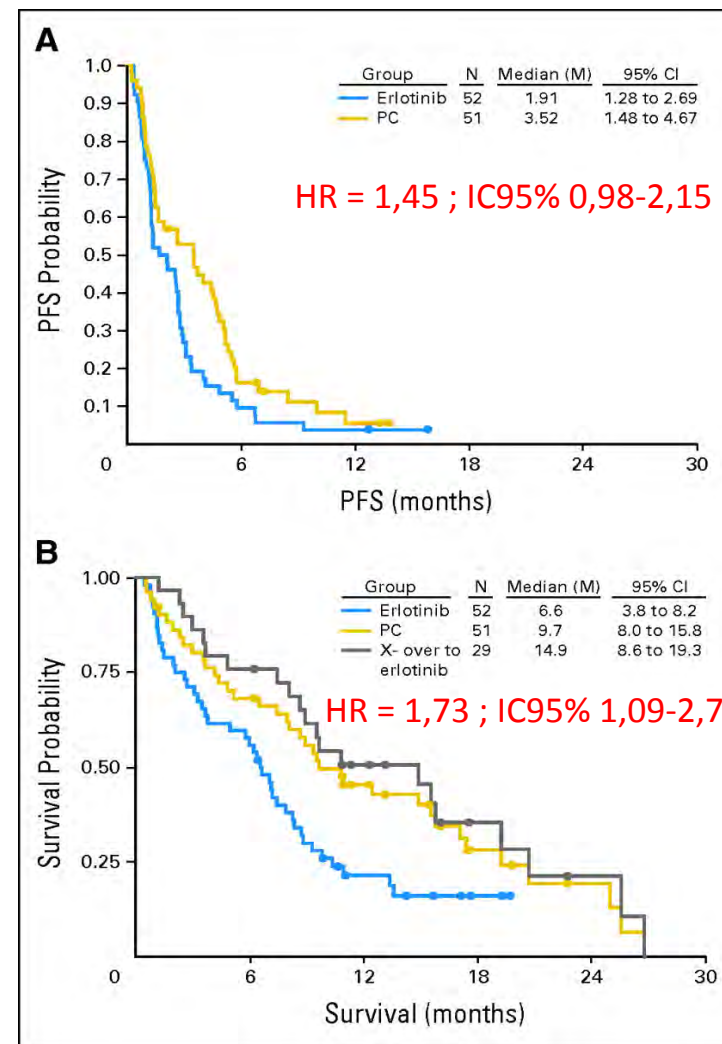 A
Group N Median (M) 95% CI
Erlotinib 52 1.91 1.28 to 2.69
PC 51 3.52 1.48 to 4.67
HR = 1,45 ; IC95% 0,98-2,15
PFS Probability
1.0
0.9
0.8
0.7
0.6
0.5
0.4
0.3
0.2
0.1
0 6 12 18 24 30
PFS (months)
B
Group N Median (M) 95% CI
Erlotinib 52 6.6 3.8 to 8.2
PC 51 9.7 8.0 to 15.8
X- over to 29 14.9 8.6 to 19.3
erlotinib
HR = 1,73 ; IC95% 1,09-2,7
Survival Probability
1.00
0.75
0.50
0.25
0 6 12 18 24 30
Survival (months)